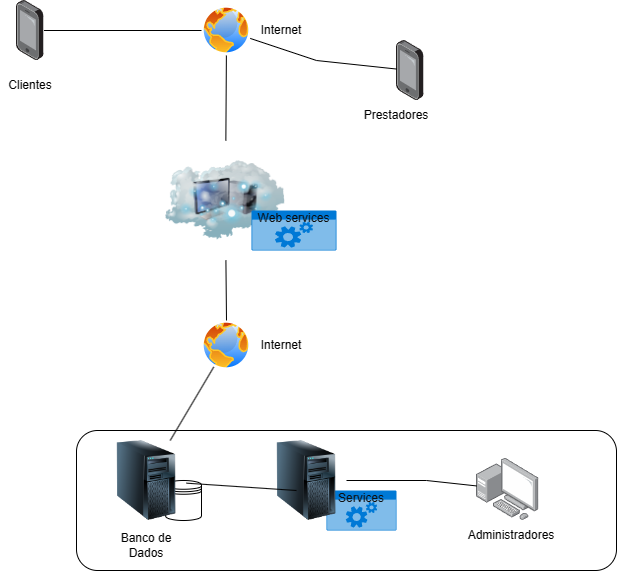 Internet
Clientes
Prestadores
Web services
Internet
Services
Banco de
Dados
Administradores